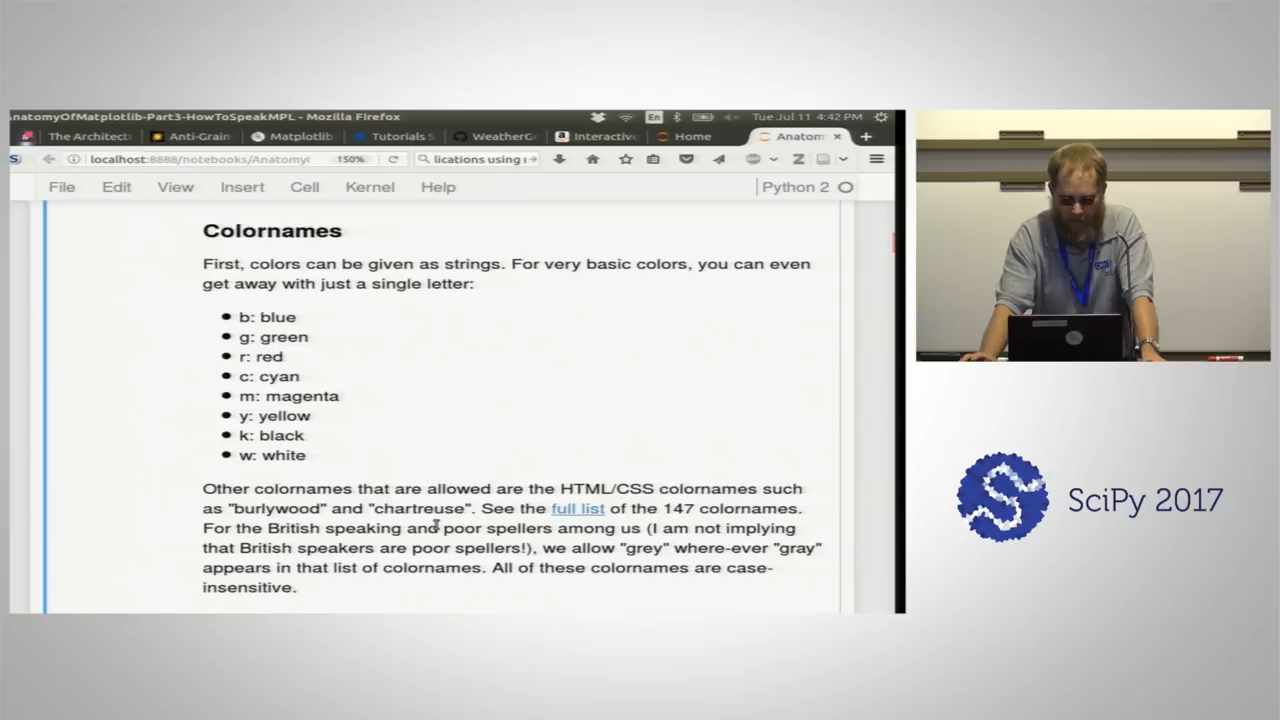 AnatomyOfMatplotlib-Part3-HowToSpeakMPL - Mozilla Firefox
En
Tue Jul 11 4:42 PM
The Architect
Anti-Grain
Matplotlib
Tutorials S
WeatherGe
Interactive
Home
Anatom
localhost:8888/notebooks/Anatomy
150%
lications using
Z
File Edit View Insert Cell Kernel Help
Python 2
Colornames
First, colors can be given as strings. For very basic colors, you can even
get away with just a single letter:
b: blue
g: green
r: red
c: cyan
m: magenta
y: yellow
k: black
w: white
Other colornames that are allowed are the HTML/CSS colornames such
as "burlywood" and "chartreuse". See the full list of the 147 colornames.
For the British speaking and poor spellers among us (I am not implying
that British speakers are poor spellers!), we allow "grey" where-ever "gray"
appears in that list of colornames. All of these colornames are case-
insensitive.
SciPy 2017